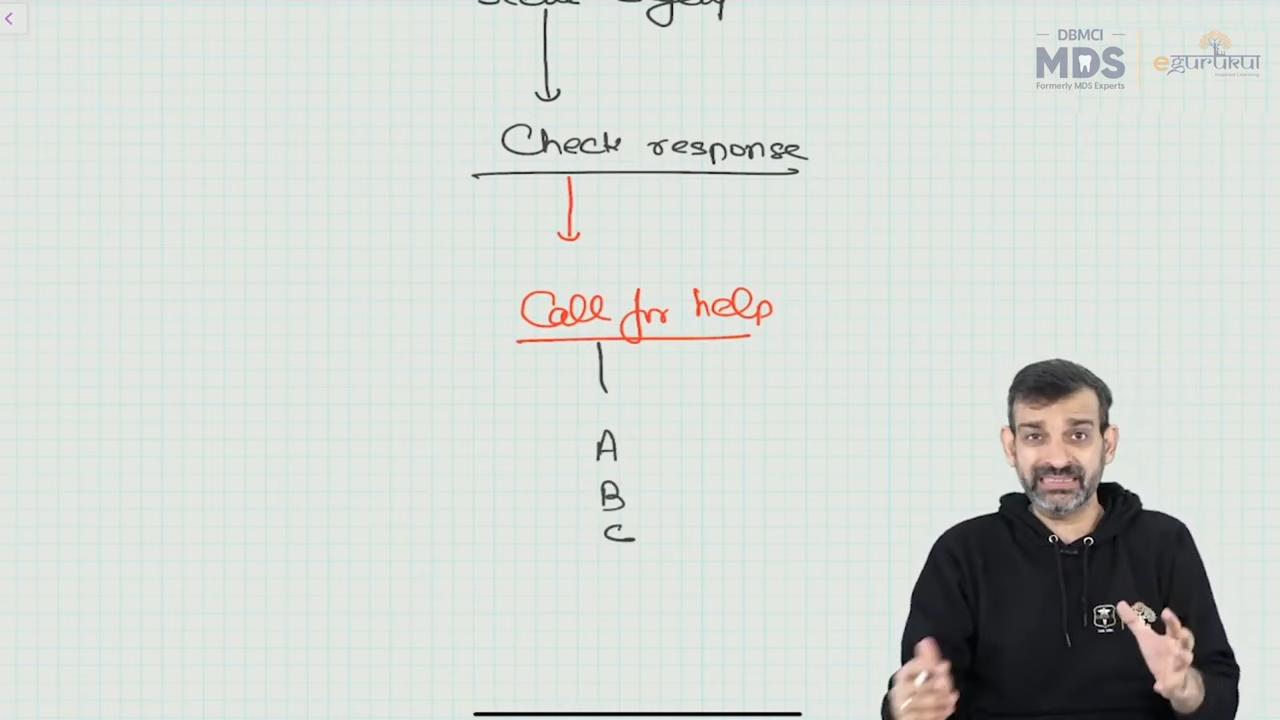 DBMCI
MDS
Formerly MDS Experts
egurukul
Check response
Call for help
A
B
C